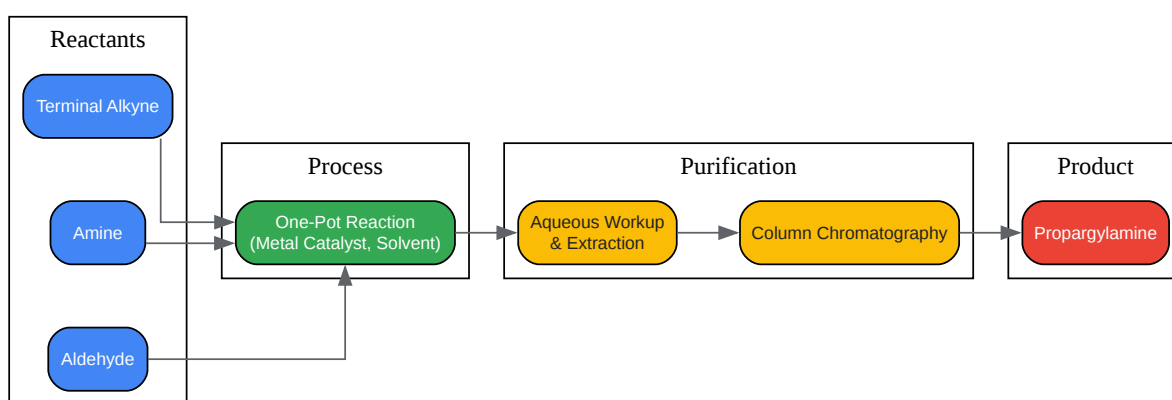 Reactants
Terminal Alkyne
Amine
Aldehyde
Process
One-Pot Reaction
(Metal Catalyst, Solvent)
Purification
Aqueous Workup
& Extraction
Column Chromatography
Product
Propargylamine